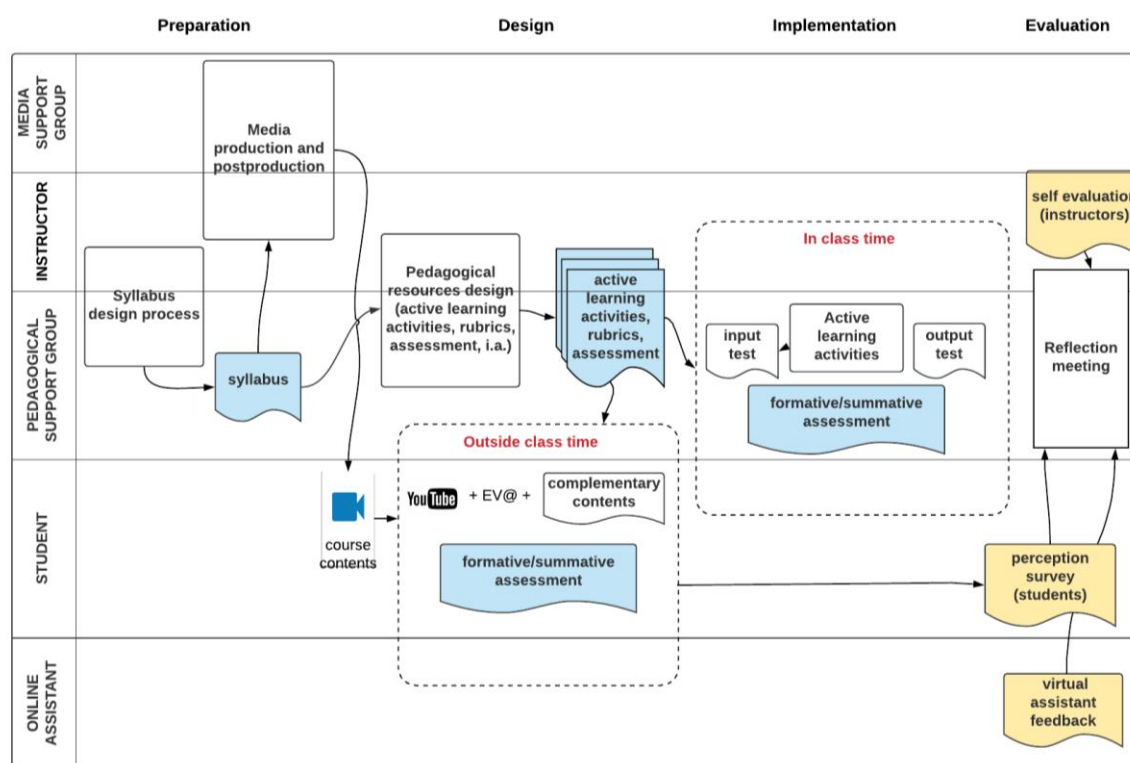 Preparation
Design
Implementation
Evaluation
MEDIA
SUPPORT
GROUP
Media
production and
postproduction
INSTRUCTOR
self evaluation
(instructors)
In class time
Syllabus
design process
Pedagogical
resources design
(active learning
activities, rubrics,
assessment, i.a.)
active
learning
activities,
rubrics,
assessment
PEDAGOGICAL
SUPPORT GROUP
syllabus
input
test
Active
learning
activities
output
test
Reflection
meeting
formative/summative
assessment
Outside class time
STUDENT
course
contents
YouTube
+ EV@ +
complementary
contents
formative/summative
assessment
perception
survey
(students)
ONLINE
ASSISTANT
virtual
assistant
feedback